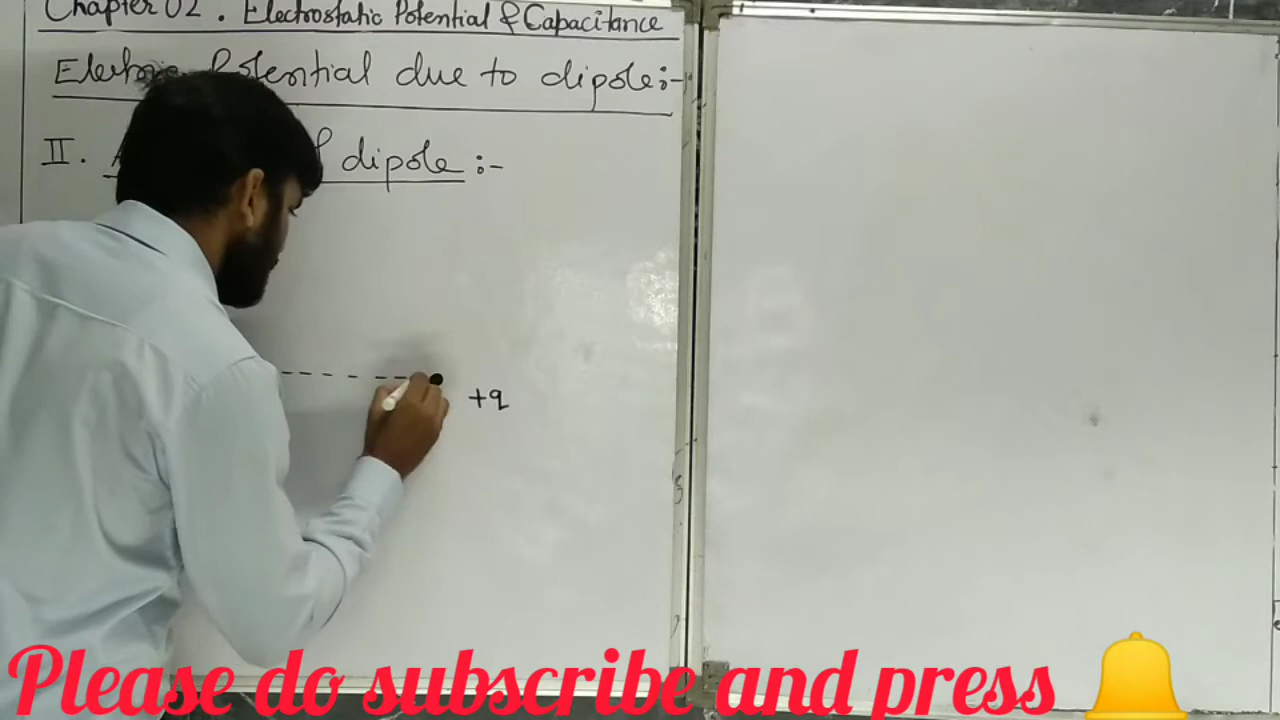 Chapter 02. Electrostatic Potential & Capacitance
Potential due to dipole:-
II. dipole:-
+q
Please do subscribe and press